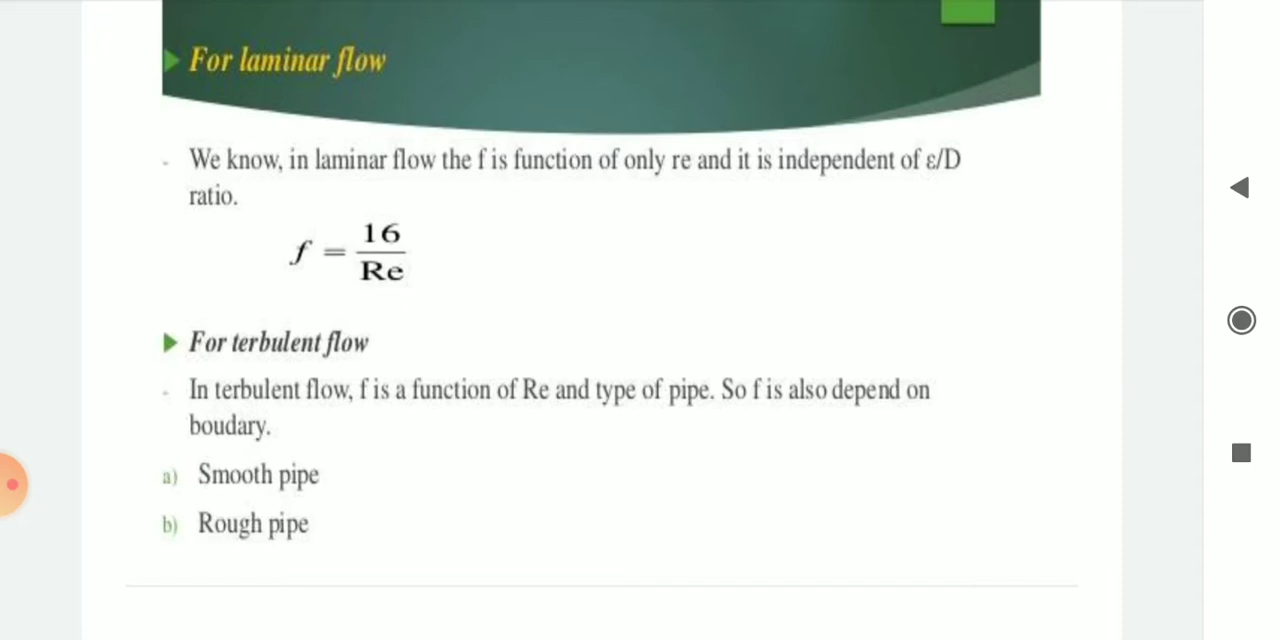 For laminar flow
- We know, in laminar flow the f is function of only re and it is independent of ε/D
ratio.
f = 16/Re
For terbulent flow
- In terbulent flow, f is a function of Re and type of pipe. So f is also depend on
boudary.
a) Smooth pipe
b) Rough pipe